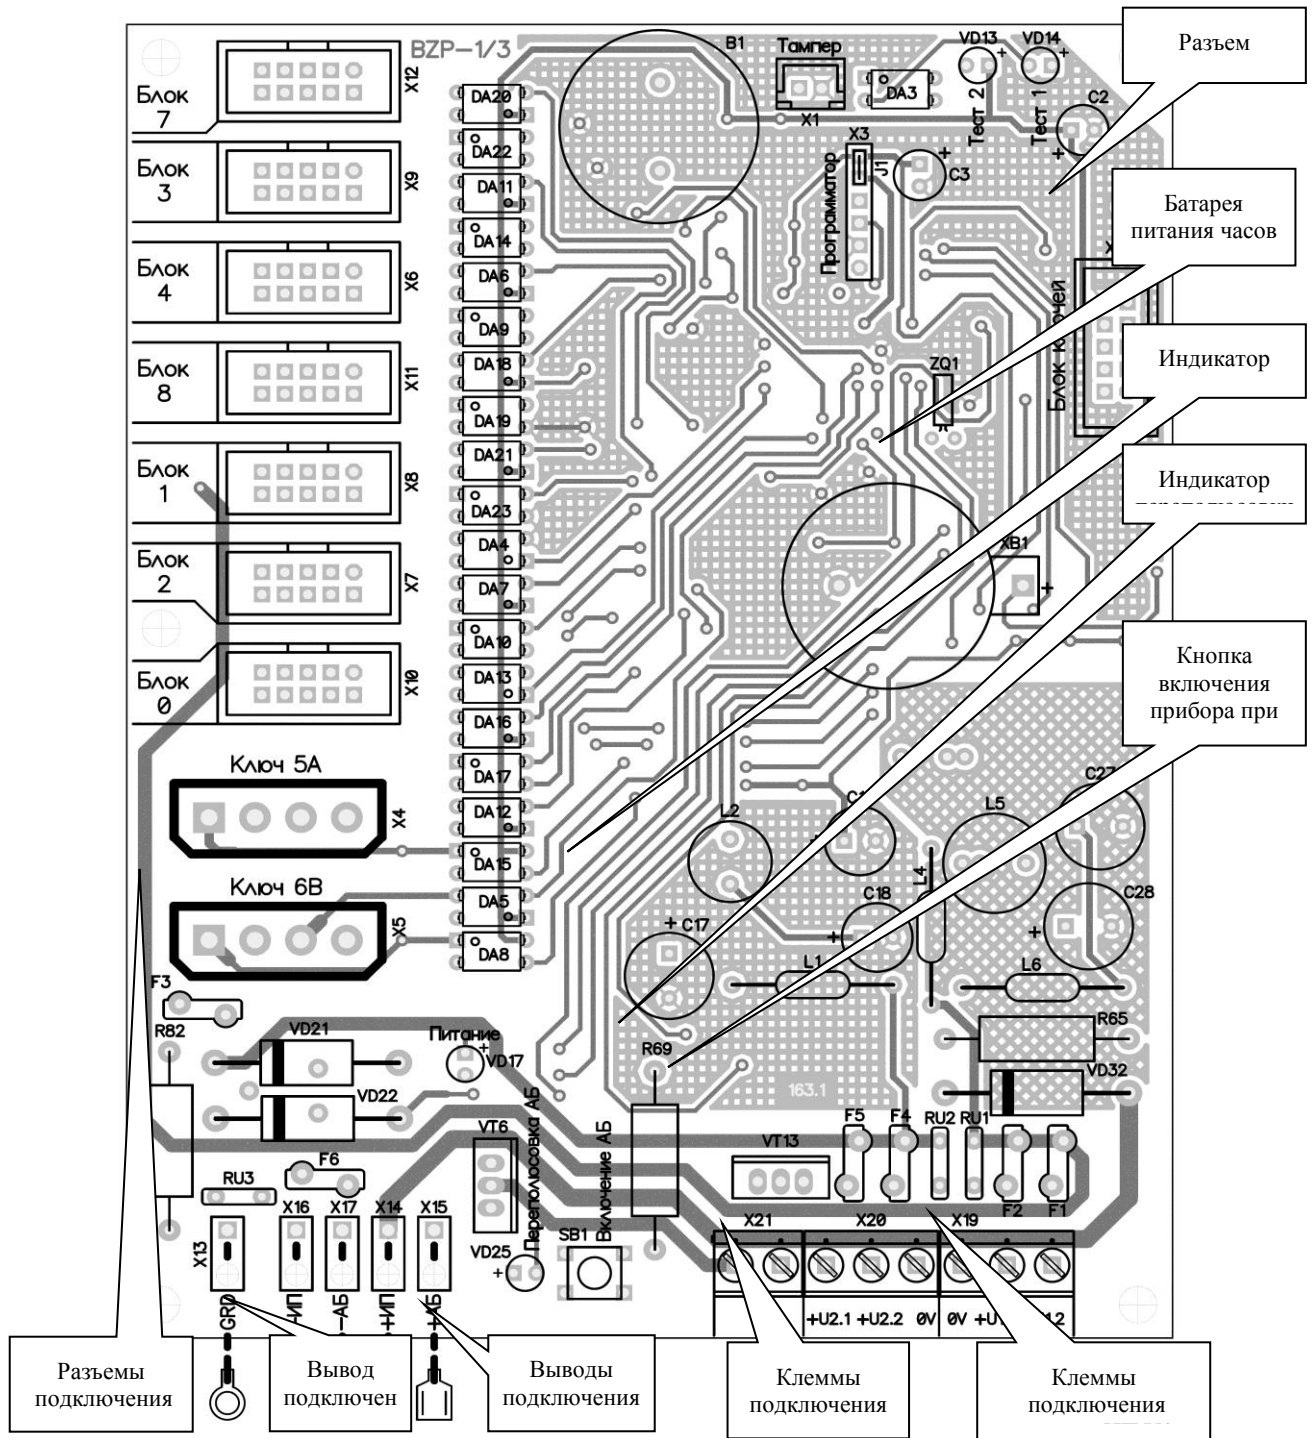 BZP-1/3
B1
Тампер
X1
DA3
VD13
VD14
Тест 2
Тест 1
C2
Разъем
Блок
7
X12
DA20
DA22
X3
J1
Программатор
C3
Блок
3
X9
DA11
DA14
Батарея
питания часов
Блок
4
X6
DA6
DA9
Индикатор
Блок
8
X11
DA18
DA19
ZQ1
Блок
1
X8
DA21
DA23
Индикатор
Блок
2
X7
DA4
DA7
XB1
Блок
0
X10
DA10
DA13
DA16
Кнопка
включения
прибора при
Ключ 5А
X4
DA17
DA12
DA15
L2
L5
C27
Ключ 6В
X5
DA5
DA8
C17
C18
L4
C28
L1
L6
F3
R82
VD21
VD22
Питание
VD17
R69
R65
VD32
163.1
VT6
Переполюсовка АБ
Включение АБ
VT13
F5
F4
RU2
RU1
F2
F1
RU3
F6
X13
X16
X17
X14
X15
VD25
SB1
X21
X20
X19
GRD
-АБ
+ИП
+АБ
+U2.1
+U2.2
0V
0V
Разъемы
подключения
Вывод
подключен
Выводы
подключения
Клеммы
подключения
Клеммы
подключения